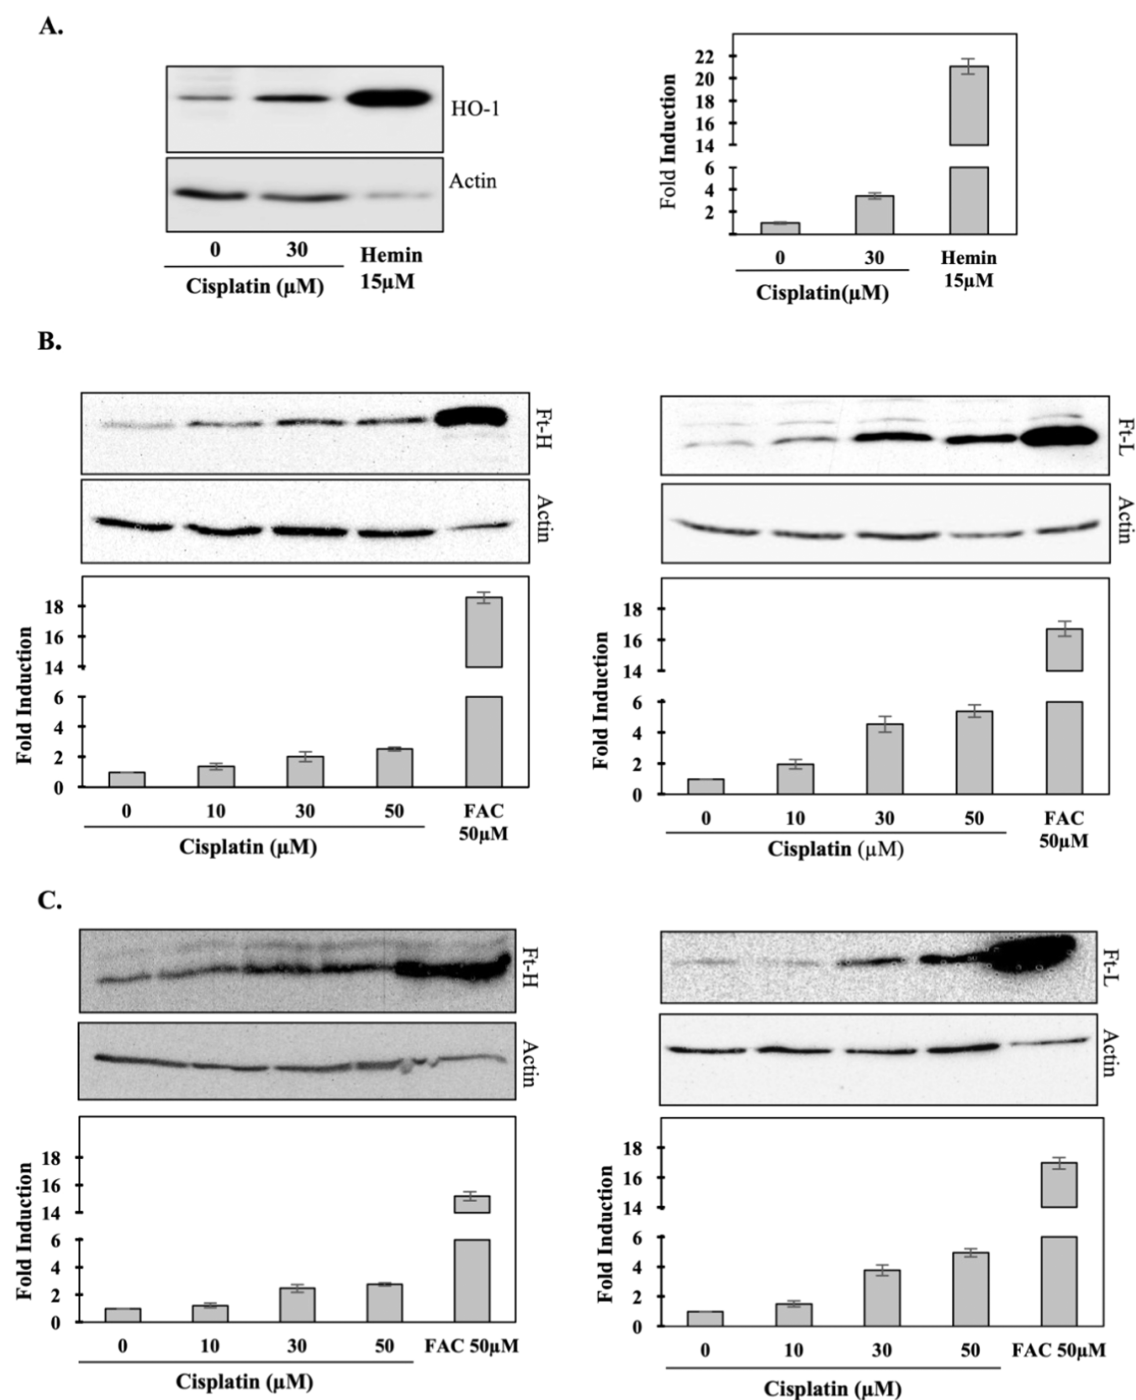 A.
HO-1
Actin
0 30 Hemin
15µM
Cisplatin (µM)
Fold Induction
22
20
18
16
14
6
4
2
0 30 Hemin
15µM
Cisplatin(µM)
B.
Ft-H
Actin
Fold Induction
18
16
14
6
4
2
0
0 10 30 50 FAC
50µM
Cisplatin (µM)
Ft-L
Actin
Fold Induction
18
16
14
6
4
2
0
0 10 30 50 FAC
50µM
Cisplatin (µM)
C.
Ft-H
Actin
Fold Induction
18
16
14
6
4
2
0
0 10 30 50 FAC 50µM
Cisplatin (µM)
Ft-L
Actin
Fold Induction
18
16
14
6
4
2
0
0 10 30 50 FAC 50µM
Cisplatin (µM)